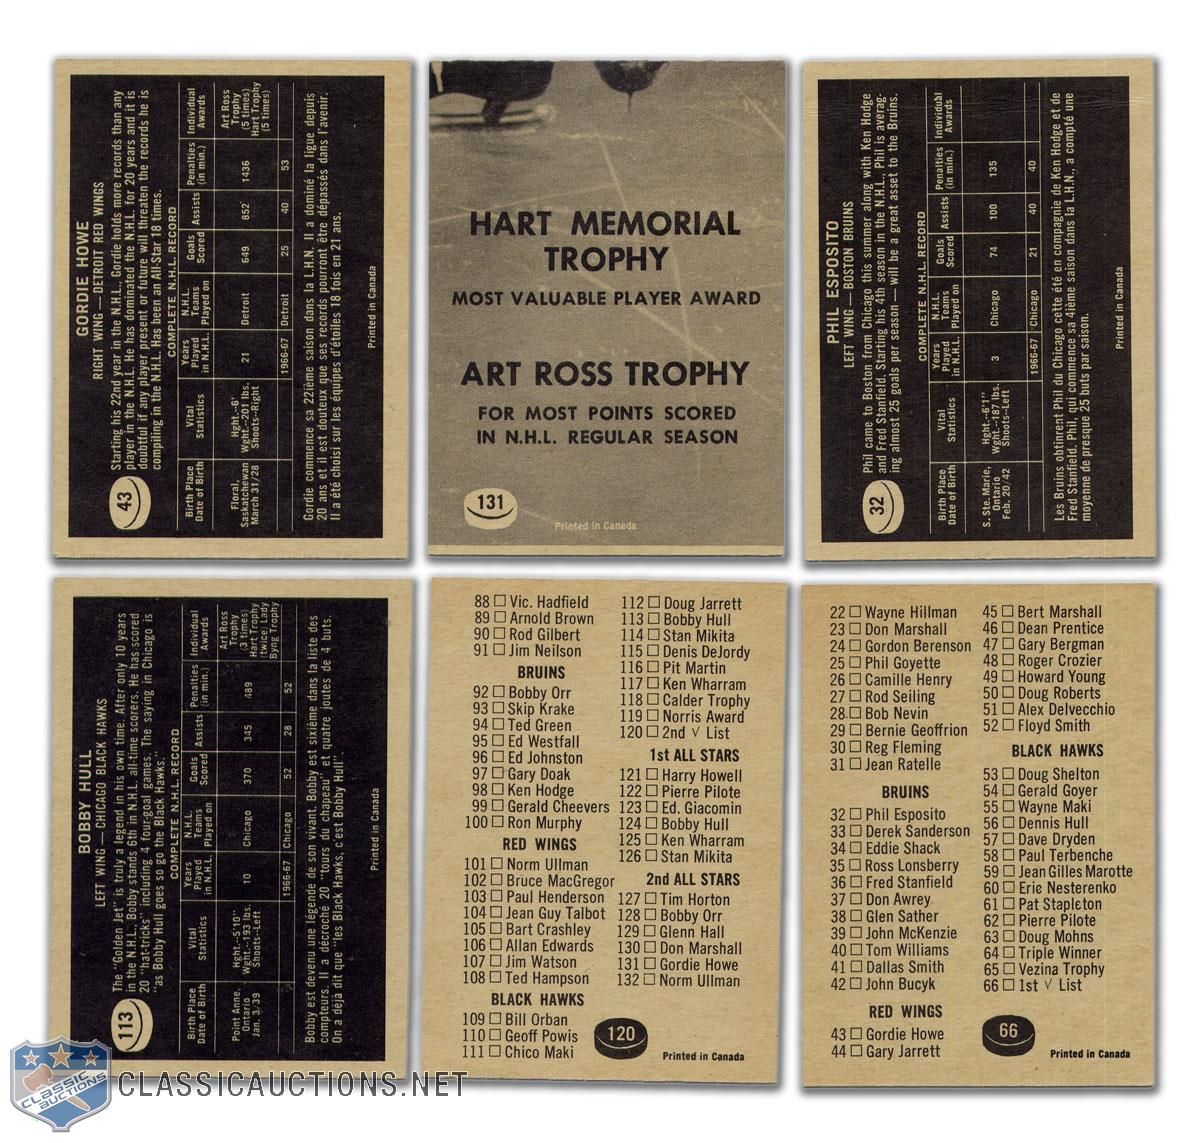 43
GORDIE HOWE
RIGHT WING — DETROIT RED WINGS
Starting his 22nd year in the N.H.L., Gordie holds more records than any
player in the N.H.L. He has dominated the N.H.L. for 20 years and it is
doubtful if any player present or future will threaten the records he is
compiling in the N.H.L. Has been an All-Star 18 times.
COMPLETE N.H.L. RECORD
Birth Place Date of Birth | Vital Statistics | Years Played in N.H.L. | N.H.L. Teams Played on | Goals Scored | Assists | Penalties (in min.) | Individual Awards
Floral, Saskatchewan March 31/28 | Hght.-6' Wght.-201 lbs. Shoots--Right | 21 | Detroit | 649 | 852 | 1436 | Art Ross Trophy (5 times) Hart Trophy (5 times)
1966-67 | Detroit | 25 | 40 | 53
Gordie commence sa 22ième saison dans la L.H.N. Il a dominé la ligue depuis
20 ans et il est douteux que ses records pourront être dépassés dans l'avenir.
Il a été choisi sur les équipes d'étoiles 18 fois en 21 ans.
Printed in Canada
HART MEMORIAL
TROPHY
MOST VALUABLE PLAYER AWARD
ART ROSS TROPHY
FOR MOST POINTS SCORED
IN N.H.L. REGULAR SEASON
131
Printed in Canada
32
PHIL ESPOSITO
LEFT WING — BOSTON BRUINS
Phil came to Boston from Chicago this summer along with Ken Hodge
and Fred Stanfield. Starting his 4th season in the N.H.L., Phil is averag-
ing almost 25 goals per season — will be a great asset to the Bruins.
COMPLETE N.H.L. RECORD
Birth Place Date of Birth | Vital Statistics | Years Played in N.H.L. | N.H.L. Teams Played on | Goals Scored | Assists | Penalties (in min.) | Individual Awards
S. Ste. Marie, Ontario Feb. 20/42 | Hght.-6'1" Wght.-187 lbs. Shoots--Left | 3 | Chicago | 74 | 100 | 135
1966-67 | Chicago | 21 | 40 | 40
Les Bruins obtinrent Phil du Chicago cette été en compagnie de Ken Hodge et de
Fred Stanfield. Phil, qui commence sa 4ième saison dans la L.H.N., a compté une
moyenne de presque 25 buts par saison.
Printed in Canada
113
BOBBY HULL
LEFT WING — CHICAGO BLACK HAWKS
The "Golden Jet" is truly a legend in his own time. After only 10 years
in the N.H.L., Bobby stands 6th in N.H.L. all-time scorers. He has scored
20 "hat-tricks" including 4 four-goal games. The saying in Chicago is
"as Bobby Hull goes so go the Black Hawks."
COMPLETE N.H.L. RECORD
Birth Place Date of Birth | Vital Statistics | Years Played in N.H.L. | N.H.L. Teams Played on | Goals Scored | Assists | Penalties (in min.) | Individual Awards
Point Anne, Ontario Jan. 3/39 | Hght.-5'10" Wght.-193 lbs. Shoots--Left | 10 | Chicago | 370 | 345 | 489 | Art Ross Trophy (3 times) Hart Trophy (twice) Lady Byng Trophy
1966-67 | Chicago | 52 | 28 | 52
Bobby est devenu une légende de son vivant. Bobby est sixième dans la liste des
compteurs. Il a décroché 20 "tours du chapeau" et quatre joutes de 4 buts.
On a déjà dit que "les Black Hawks, c'est Bobby Hull".
Printed in Canada
88 □ Vic. Hadfield
89 □ Arnold Brown
90 □ Rod Gilbert
91 □ Jim Neilson
BRUINS
92 □ Bobby Orr
93 □ Skip Krake
94 □ Ted Green
95 □ Ed Westfall
96 □ Ed Johnston
97 □ Gary Doak
98 □ Ken Hodge
99 □ Gerald Cheevers
100 □ Ron Murphy
RED WINGS
101 □ Norm Ullman
102 □ Bruce MacGregor
103 □ Paul Henderson
104 □ Jean Guy Talbot
105 □ Bart Crashley
106 □ Allan Edwards
107 □ Jim Watson
108 □ Ted Hampson
BLACK HAWKS
109 □ Bill Orban
110 □ Geoff Powis
111 □ Chico Maki
112 □ Doug Jarrett
113 □ Bobby Hull
114 □ Stan Mikita
115 □ Denis DeJordy
116 □ Pit Martin
117 □ Ken Wharram
118 □ Calder Trophy
119 □ Norris Award
120 □ 2nd √ List
1st ALL STARS
121 □ Harry Howell
122 □ Pierre Pilote
123 □ Ed. Giacomin
124 □ Bobby Hull
125 □ Ken Wharram
126 □ Stan Mikita
2nd ALL STARS
127 □ Tim Horton
128 □ Bobby Orr
129 □ Glenn Hall
130 □ Don Marshall
131 □ Gordie Howe
132 □ Norm Ullman
120
Printed in Canada
22 □ Wayne Hillman
23 □ Don Marshall
24 □ Gordon Berenson
25 □ Phil Goyette
26 □ Camille Henry
27 □ Rod Seiling
28 □ Bob Nevin
29 □ Bernie Geoffrion
30 □ Reg Fleming
31 □ Jean Ratelle
BRUINS
32 □ Phil Esposito
33 □ Derek Sanderson
34 □ Eddie Shack
35 □ Ross Lonsberry
36 □ Fred Stanfield
37 □ Don Awrey
38 □ Glen Sather
39 □ John McKenzie
40 □ Tom Williams
41 □ Dallas Smith
42 □ John Bucyk
RED WINGS
43 □ Gordie Howe
44 □ Gary Jarrett
45 □ Bert Marshall
46 □ Dean Prentice
47 □ Gary Bergman
48 □ Roger Crozier
49 □ Howard Young
50 □ Doug Roberts
51 □ Alex Delvecchio
52 □ Floyd Smith
BLACK HAWKS
53 □ Doug Shelton
54 □ Gerald Goyer
55 □ Wayne Maki
56 □ Dennis Hull
57 □ Dave Dryden
58 □ Paul Terbenche
59 □ Jean Gilles Marotte
60 □ Eric Nesterenko
61 □ Pat Stapleton
62 □ Pierre Pilote
63 □ Doug Mohns
64 □ Triple Winner
65 □ Vezina Trophy
66 □ 1st √ List
66
Printed in Canada
CLASSIC
AUCTIONS
CLASSICAUCTIONS.NET